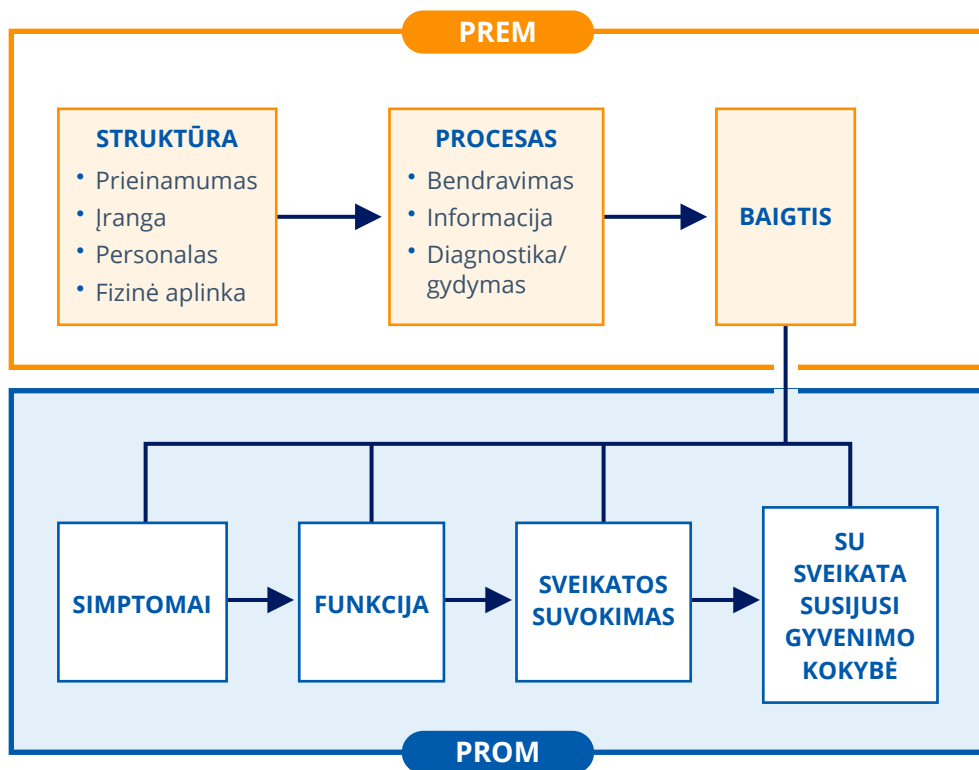 PREM
STRUKTŪRA
• Prieinamumas
• Įranga
• Personalas
• Fizinė aplinka
PROCESAS
• Bendravimas
• Informacija
• Diagnostika/
gydymas
BAIGTIS
SIMPTOMAI
FUNKCIJA
SVEIKATOS
SUVOKIMAS
SU
SVEIKATA
SUSIJUSI
GYVENIMO
KOKYBĖ
PROM